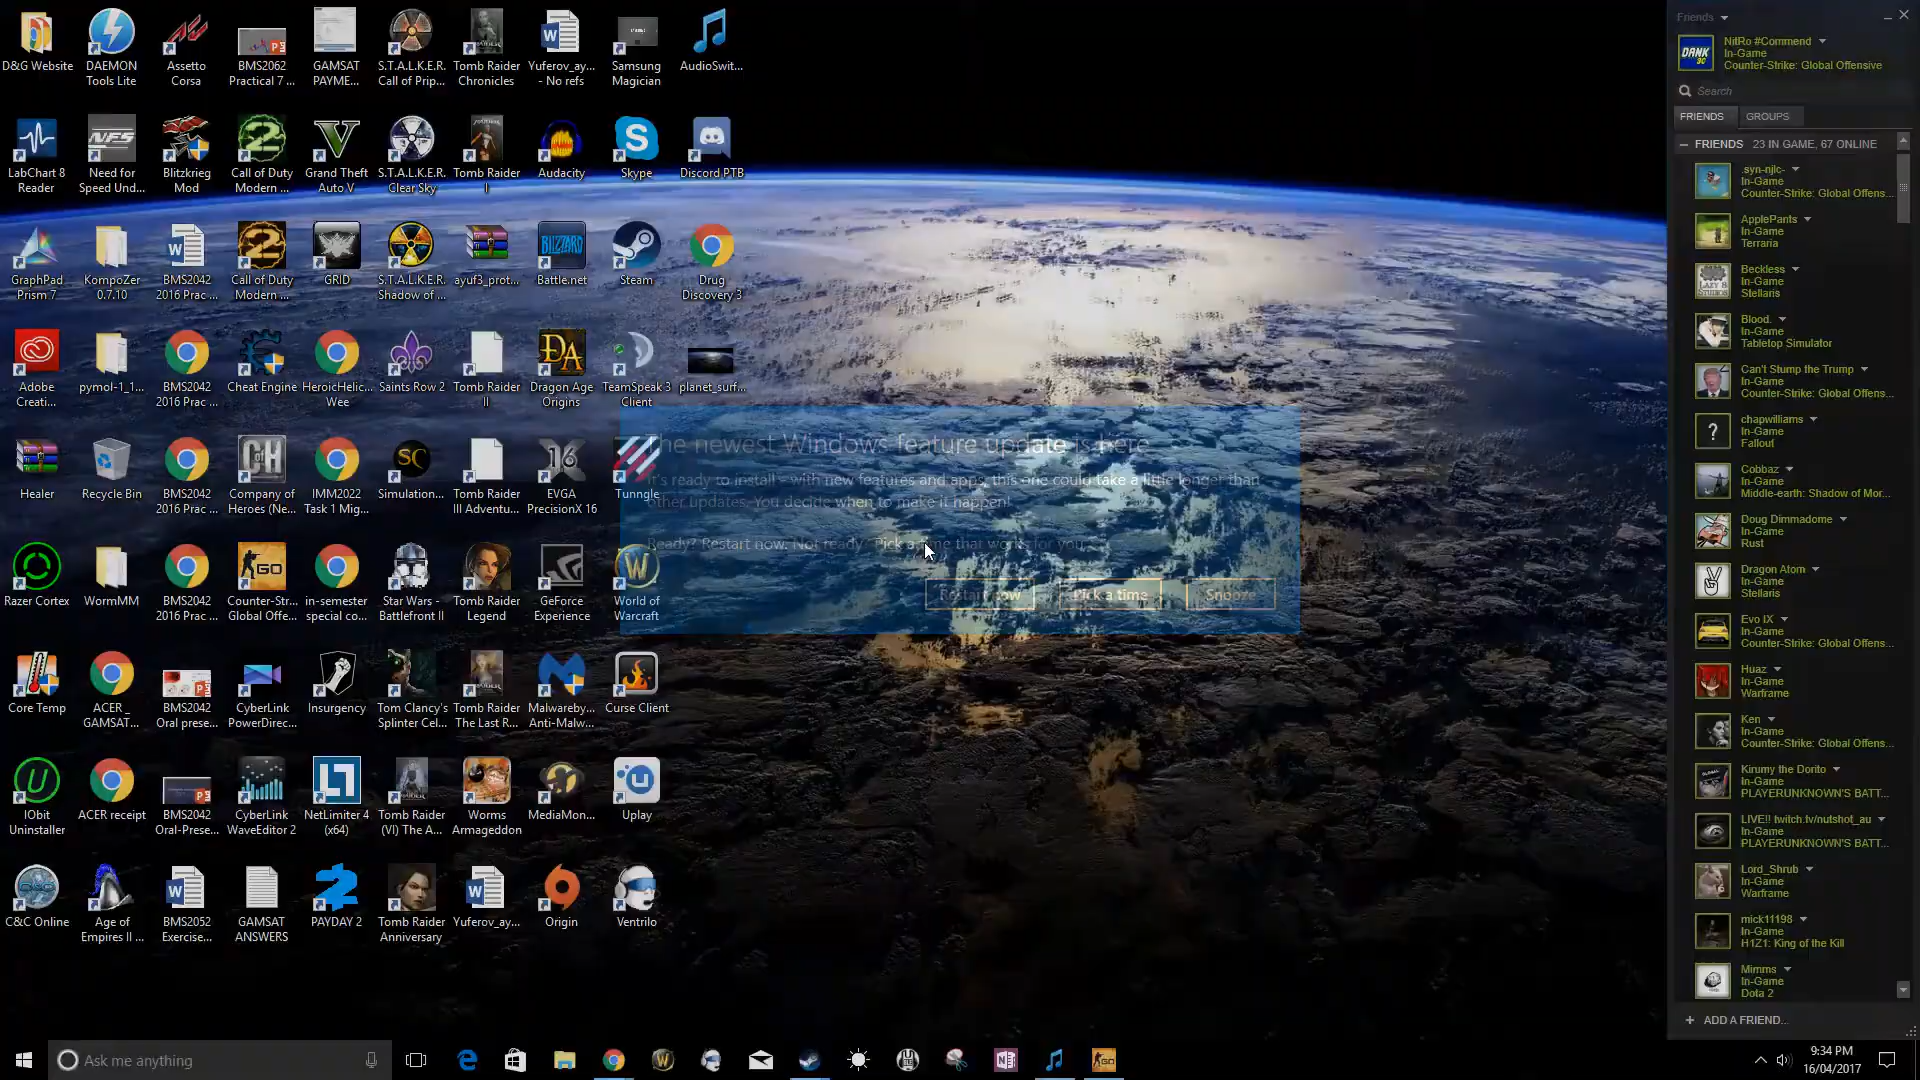 D&G Website
DAEMON Tools Lite
Assetto Corsa
BMS2062 Practical 7 ...
GAMSAT PAYME...
S.T.A.L.K.E.R. Call of Prip...
Tomb Raider Chronicles
Yuferov_ay... - No refs
Samsung Magician
AudioSwit...
LabChart 8 Reader
Need for Speed Und...
Blitzkrieg Mod
Call of Duty Modern ...
Grand Theft Auto V
S.T.A.L.K.E.R. Clear Sky
Tomb Raider I
Audacity
Skype
Discord PTB
GraphPad Prism 7
KompoZer 0.7.10
BMS2042 2016 Prac ...
Call of Duty Modern ...
GRID
S.T.A.L.K.E.R. Shadow of ...
ayuf3_prot...
Battle.net
Steam
Drug Discovery 3
Adobe Creati...
pymol-1_1...
BMS2042 2016 Prac ...
Cheat Engine
HeroicHelic... Wee
Saints Row 2
Tomb Raider II
Dragon Age Origins
TeamSpeak 3 Client
planet_surf...
Healer
Recycle Bin
BMS2042 2016 Prac ...
Company of Heroes (Ne...
IMM2022 Task 1 Mig...
Simulation...
Tomb Raider III Adventu...
EVGA PrecisionX 16
Tunngle
Razer Cortex
WormMM
BMS2042 2016 Prac ...
Counter-Str... Global Offe...
in-semester special co...
Star Wars - Battlefront II
Tomb Raider Legend
GeForce Experience
World of Warcraft
Core Temp
ACER _ GAMSAT...
BMS2042 Oral prese...
CyberLink PowerDirec...
Insurgency
Tom Clancy's Splinter Cel...
Tomb Raider The Last R...
Malwareby... Anti-Malw...
Curse Client
IObit Uninstaller
ACER receipt
BMS2042 Oral-Prese...
CyberLink WaveEditor 2
NetLimiter 4 (x64)
Tomb Raider (VI) The A...
Worms Armageddon
MediaMon...
Uplay
C&C Online
Age of Empires II ...
BMS2052 Exercise...
GAMSAT ANSWERS
PAYDAY 2
Tomb Raider Anniversary
Yuferov_ay...
Origin
Ventrilo
The newest Windows feature update is here
It's ready to install - with new features and apps, this one could take a little longer than
other updates. You decide when to make it happen!
Ready? Restart now. Not ready? Pick a time that works for you.
Restart now
Pick a time
Snooze
Friends
NitRo #Commend
In-Game
Counter-Strike: Global Offensive
Search
FRIENDS
GROUPS
FRIENDS 23 IN GAME, 67 ONLINE
.syn-njlc-
In-Game
Counter-Strike: Global Offens...
ApplePants
In-Game
Terraria
Beckless
In-Game
Stellaris
Blood.
In-Game
Tabletop Simulator
Can't Stump the Trump
In-Game
Counter-Strike: Global Offens...
chapwilliams
In-Game
Fallout
Cobbaz
In-Game
Middle-earth: Shadow of Mor...
Doug Dimmadome
In-Game
Rust
Dragon Atom
In-Game
Stellaris
Evo IX
In-Game
Counter-Strike: Global Offens...
Huaz
In-Game
Warframe
Ken
In-Game
Counter-Strike: Global Offens...
Kirumy the Dorito
In-Game
PLAYERUNKNOWN'S BATT...
LIVE!! twitch.tv/nutshot_au
In-Game
PLAYERUNKNOWN'S BATT...
Lord_Shrub
In-Game
Warframe
mick11198
In-Game
H1Z1: King of the Kill
Mimms
In-Game
Dota 2
+ ADD A FRIEND...
Ask me anything
9:34 PM
16/04/2017